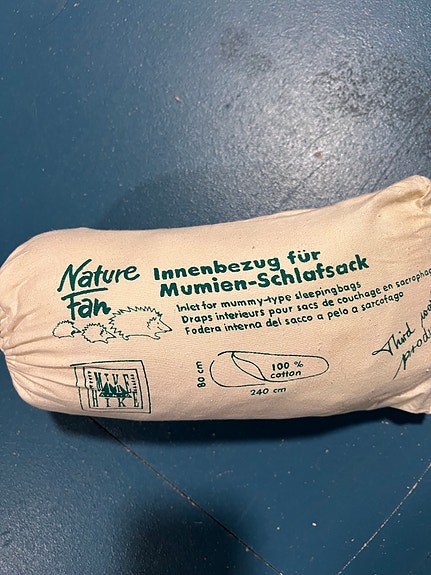 Nature
Fan
Innenbezug für
Mumien-Schlafsack
Inlet for mummy-type sleepingbags
Draps interieurs pour sacs de couchage en sarcophage
Fodera interna del sacco a pelo a sarcofago
80 cm
100 %
cotton
240 cm
Third
HIKE